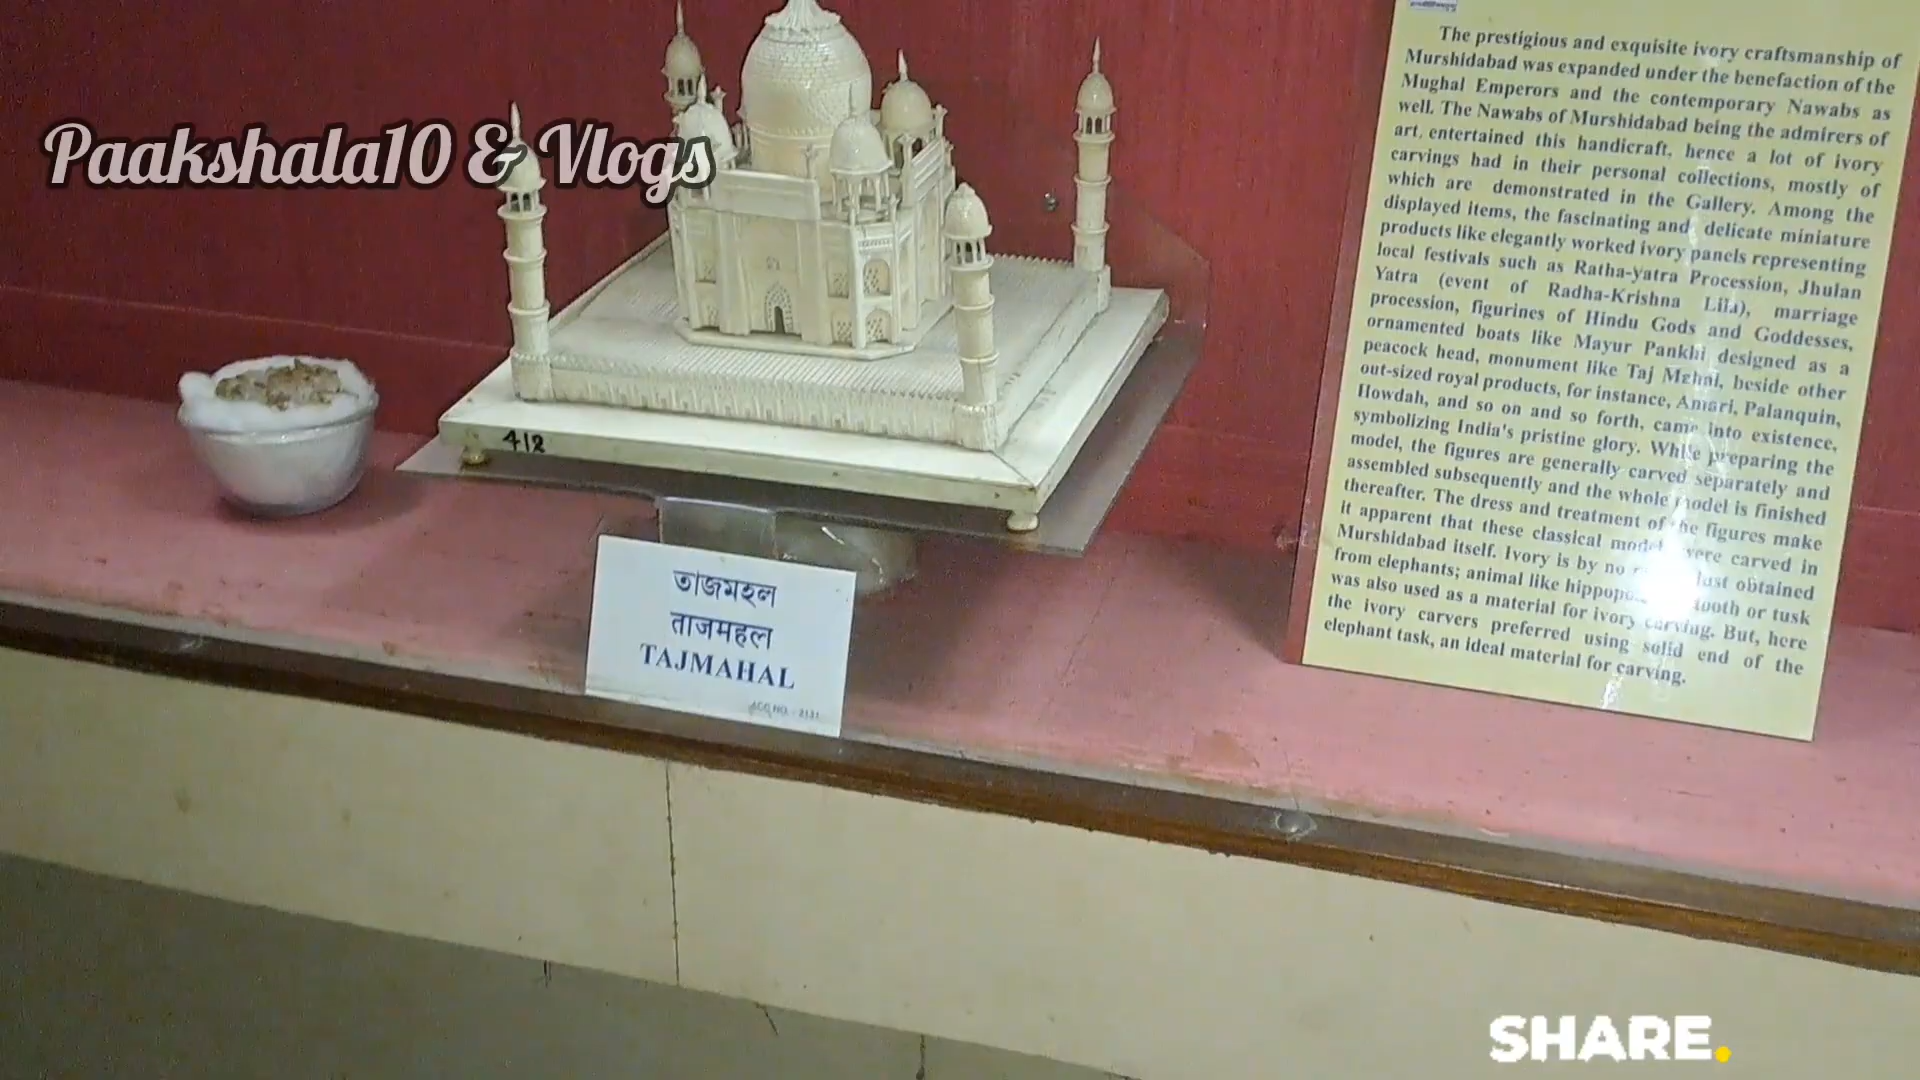 Paakshala10 & Vlogs
412
তাজমহল
ताजमहल
TAJMAHAL
ACC NO. - 2131
The prestigious and exquisite ivory craftsmanship of
Murshidabad was expanded under the benefaction of the
Mughal Emperors and the contemporary Nawabs as
well. The Nawabs of Murshidabad being the admirers of
art, entertained this handicraft, hence a lot of ivory
carvings had in their personal collections, mostly of
which are demonstrated in the Gallery. Among the
displayed items, the fascinating and delicate miniature
products like elegantly worked ivory panels representing
local festivals such as Ratha-yatra Procession, Jhulan
Yatra (event of Radha-Krishna Lila), marriage
procession, figurines of Hindu Gods and Goddesses,
ornamented boats like Mayur Pankhi designed as a
peacock head, monument like Taj Mehal, beside other
out-sized royal products, for instance, Amari, Palanquin,
Howdah, and so on and so forth, came into existence,
symbolizing India's pristine glory. While preparing the
model, the figures are generally carved separately and
assembled subsequently and the whole model is finished
thereafter. The dress and treatment of the figures make
it apparent that these classical models were carved in
Murshidabad itself. Ivory is by no obtained
from elephants; animal like tooth or tusk
was also used as a material for ivory carving. But, here
the ivory carvers preferred using solid end of the
elephant task, an ideal material for carving.
SHARE.